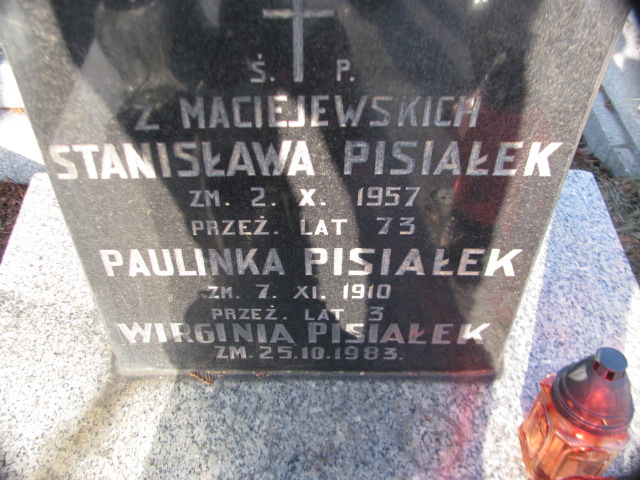 Ś. P.
Z MACIEJEWSKICH
STANISŁAWA PISIAŁEK
ZM. 2. X. 1957
PRZEŻ. LAT 73
PAULINKA PISIAŁEK
ZM. 7. XI. 1910
PRZEŻ. LAT 3
WIRGINIA PISIAŁEK
ZM. 25.10.1983.